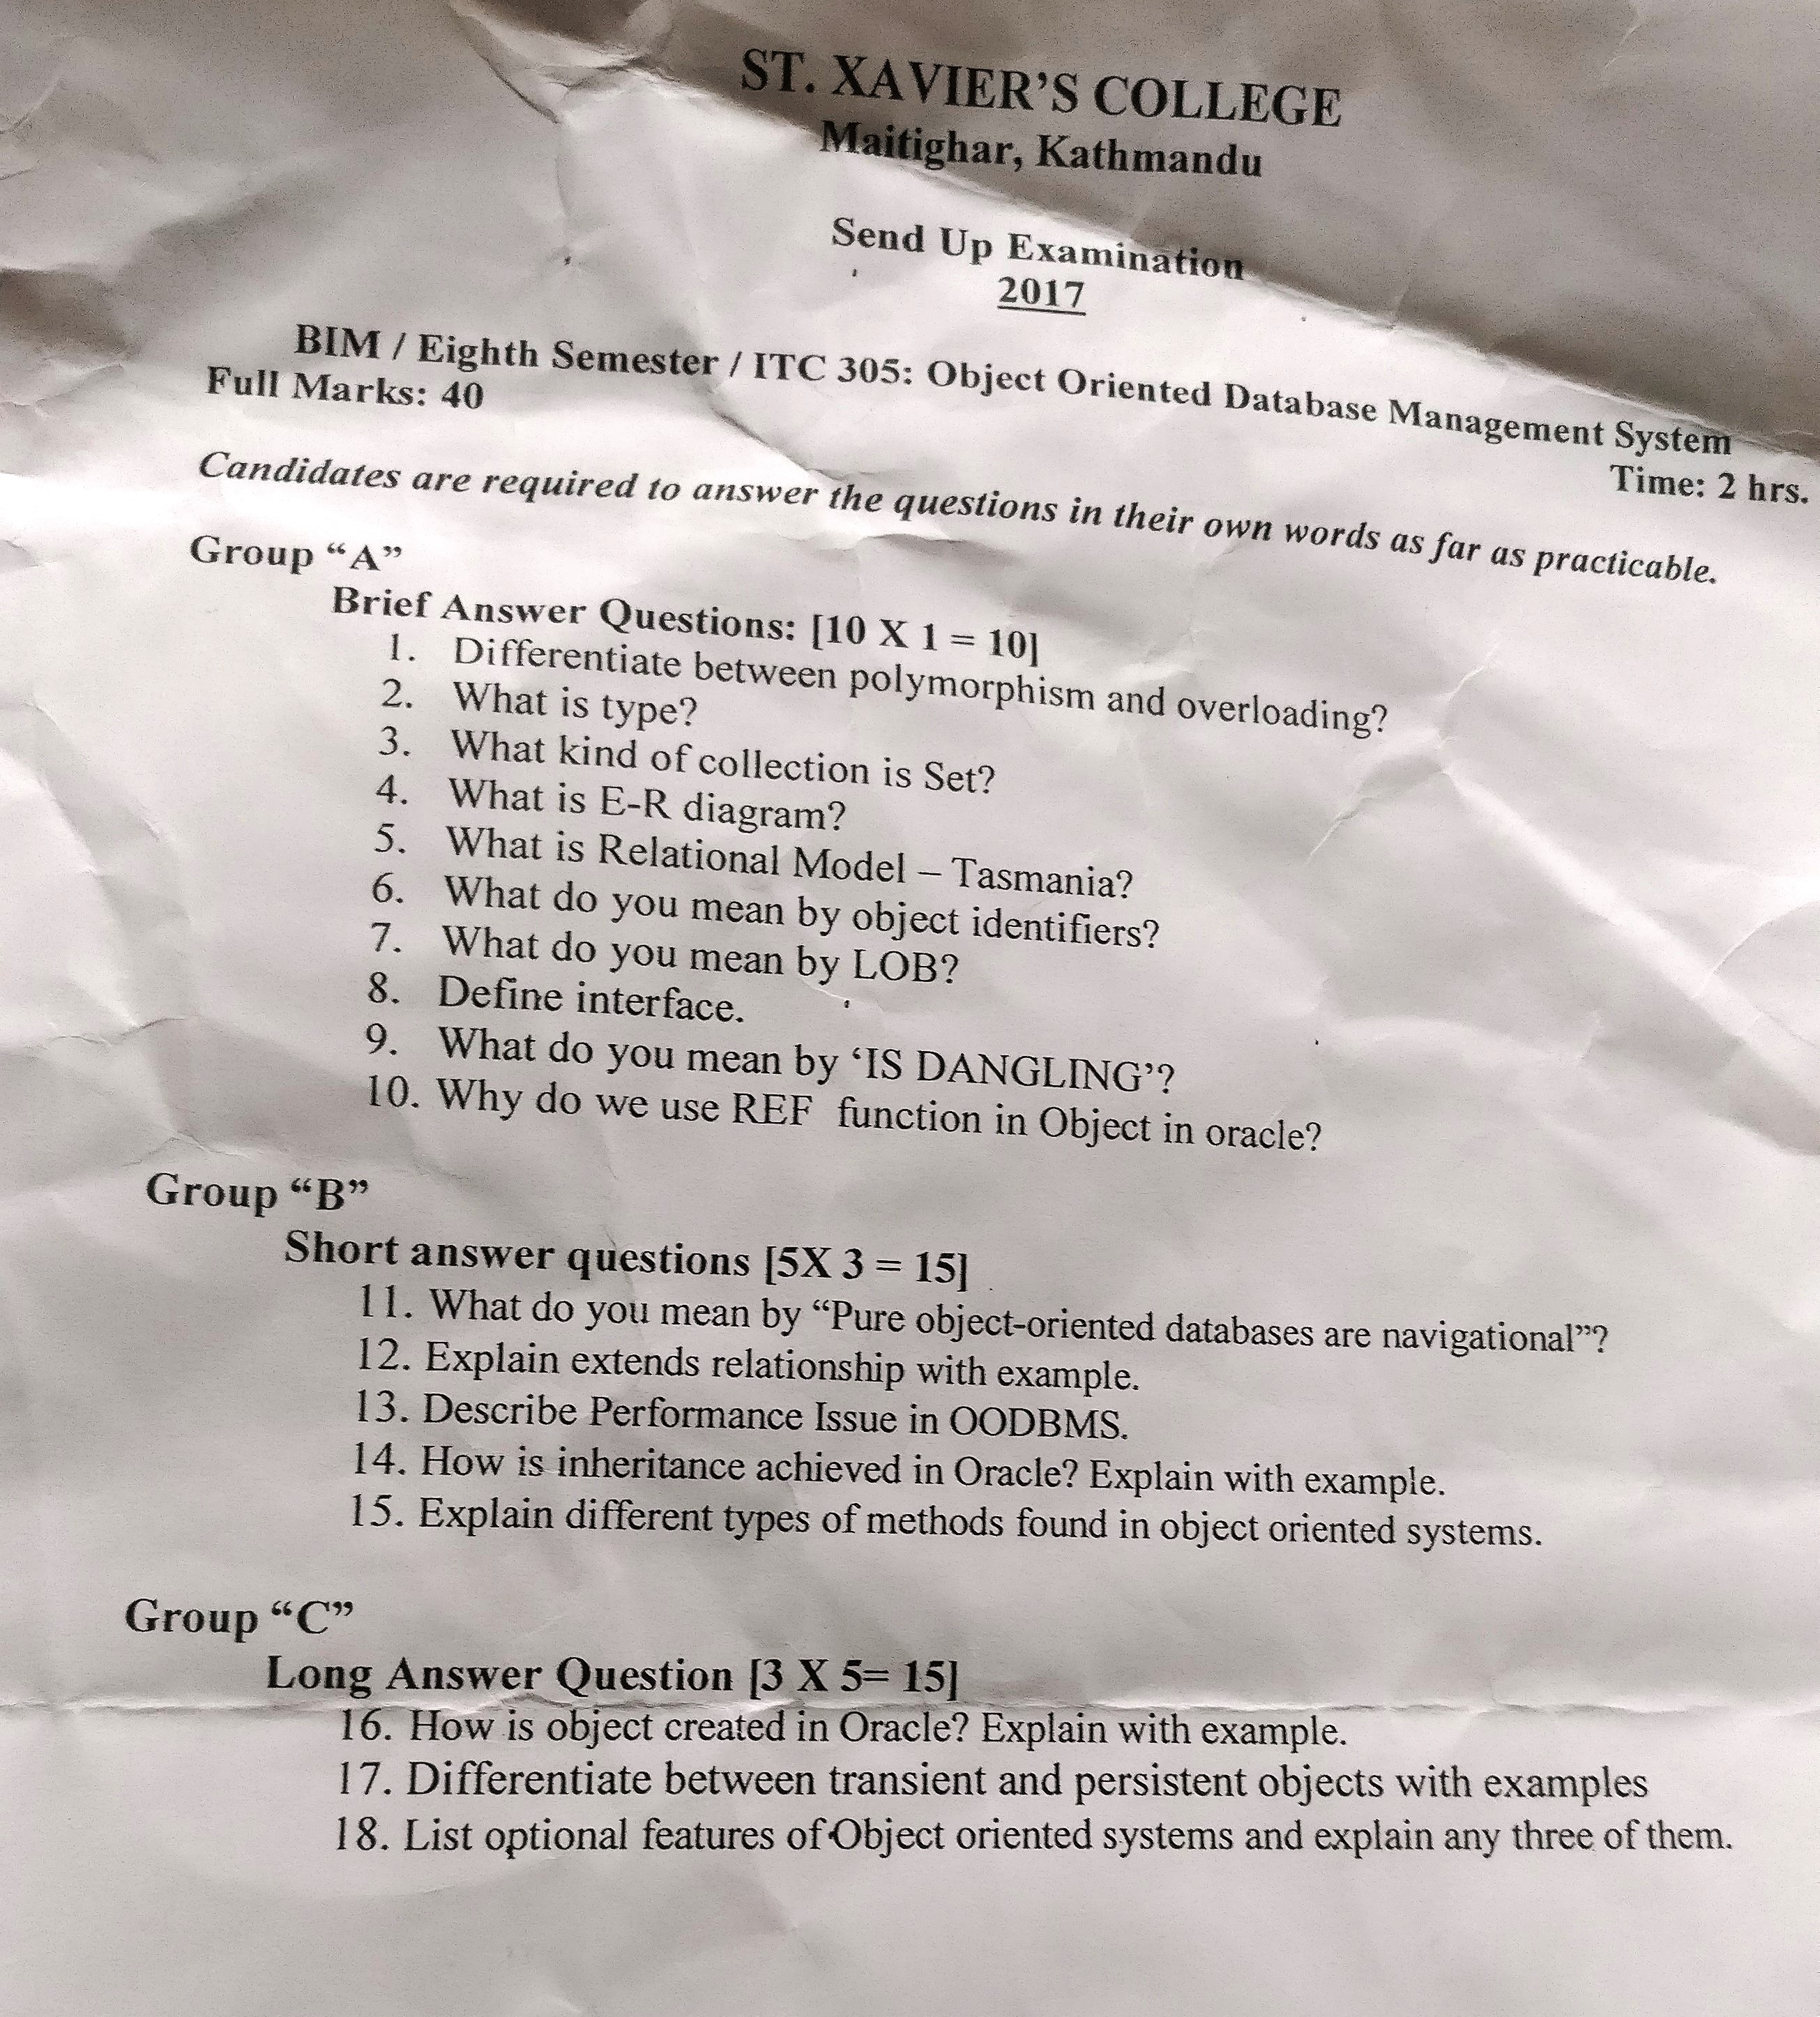 ST. XAVIER'S COLLEGE
Maitighar, Kathmandu
Send Up Examination
2017
BIM / Eighth Semester / ITC 305: Object Oriented Database Management System
Full Marks: 40
Time: 2 hrs.
Candidates are required to answer the questions in their own words as far as practicable.
Group “A”
Brief Answer Questions: [10 X 1 = 10]
1. Differentiate between polymorphism and overloading?
2. What is type?
3. What kind of collection is Set?
4. What is E-R diagram?
5. What is Relational Model – Tasmania?
6. What do you mean by object identifiers?
7. What do you mean by LOB?
8. Define interface.
9. What do you mean by ‘IS DANGLING’?
10. Why do we use REF function in Object in oracle?
Group “B”
Short answer questions [5X 3 = 15]
11. What do you mean by “Pure object-oriented databases are navigational”?
12. Explain extends relationship with example.
13. Describe Performance Issue in OODBMS.
14. How is inheritance achieved in Oracle? Explain with example.
15. Explain different types of methods found in object oriented systems.
Group “C”
Long Answer Question [3 X 5= 15]
16. How is object created in Oracle? Explain with example.
17. Differentiate between transient and persistent objects with examples
18. List optional features of Object oriented systems and explain any three of them.